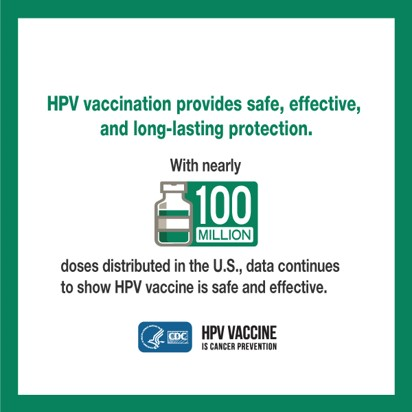 HPV vaccination provides safe, effective,
and long-lasting protection.
With nearly
100
MILLION
doses distributed in the U.S., data continues
to show HPV vaccine is safe and effective.
CDC
HPV VACCINE
IS CANCER PREVENTION